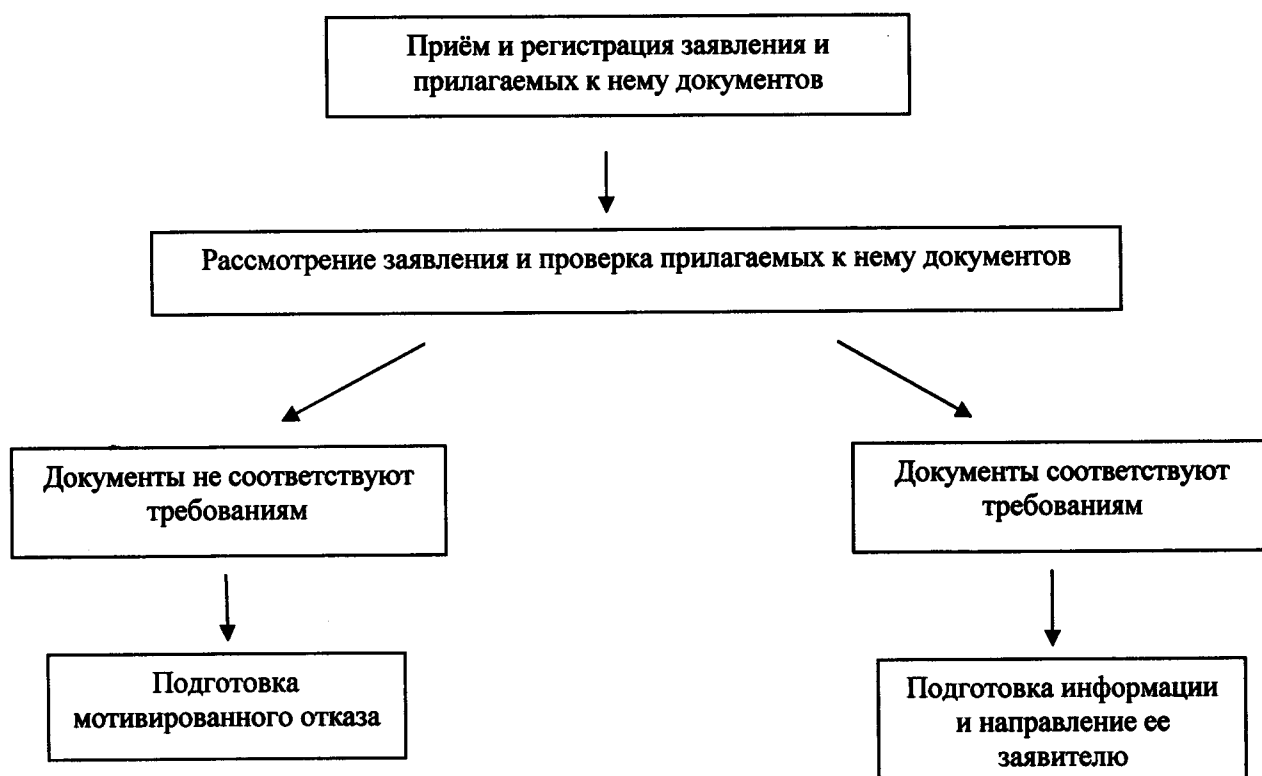 Приём и регистрация заявления и
прилагаемых к нему документов
Рассмотрение заявления и проверка прилагаемых к нему документов
Документы не соответствуют
требованиям
Документы соответствуют
требованиям
Подготовка
мотивированного отказа
Подготовка информации
и направление ее
заявителю